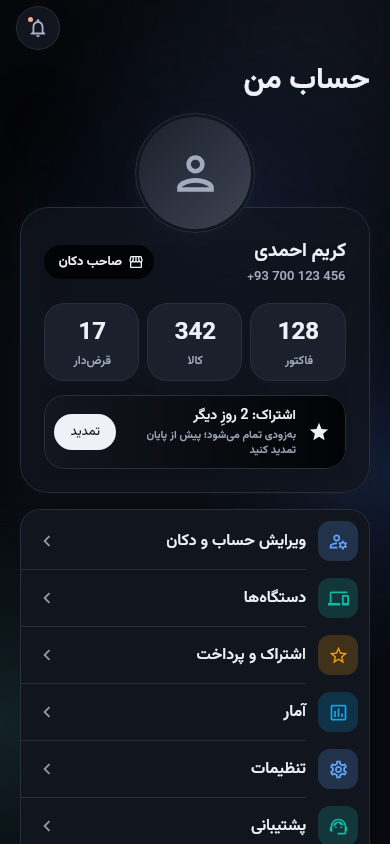 حساب من
کریم احمدی
+93 700 123 456
صاحب دکان
128
فاکتور
342
کالا
17
قرض‌دار
اشتراک: 2 روزِ دیگر
به‌زودی تمام می‌شود؛ پیش از پایان
تمدید کنید
تمدید
ویرایش حساب و دکان
دستگاه‌ها
اشتراک و پرداخت
آمار
تنظیمات
پشتیبانی